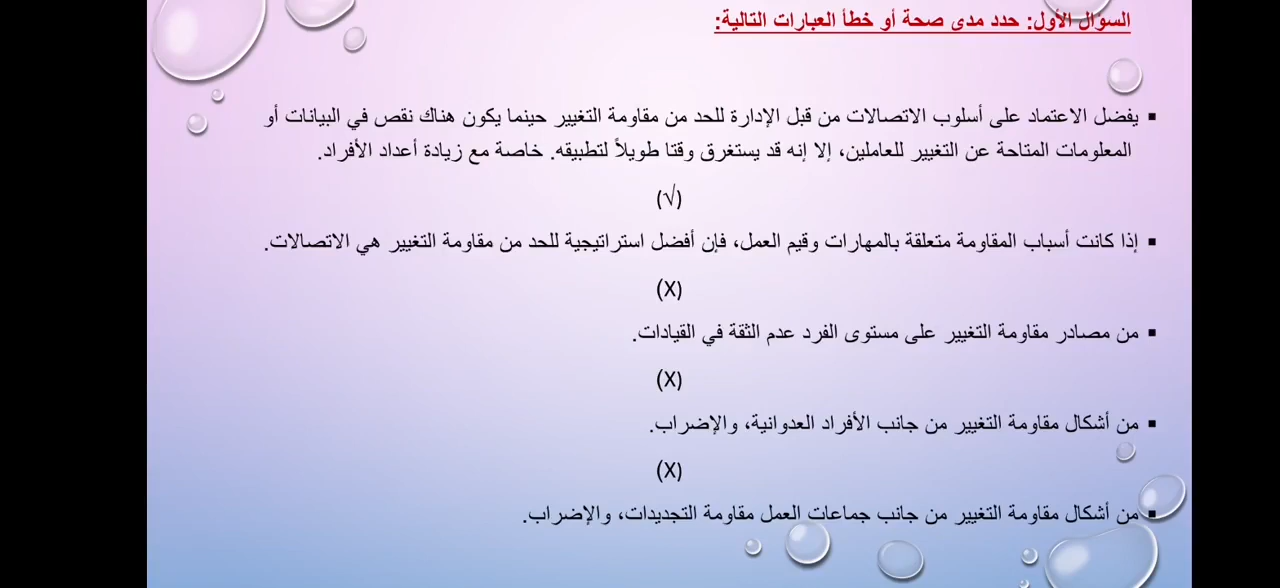 السؤال الأول: حدد مدى صحة أو خطأ العبارات التالية:
▪ يفضل الاعتماد على أسلوب الاتصالات من قبل الإدارة للحد من مقاومة التغيير حينما يكون هناك نقص في البيانات أو
المعلومات المتاحة عن التغيير للعاملين، إلا إنه قد يستغرق وقتا طويلاً لتطبيقه. خاصة مع زيادة أعداد الأفراد.
(√)
▪ إذا كانت أسباب المقاومة متعلقة بالمهارات وقيم العمل، فإن أفضل استراتيجية للحد من مقاومة التغيير هي الاتصالات.
(X)
▪ من مصادر مقاومة التغيير على مستوى الفرد عدم الثقة في القيادات.
(X)
▪ من أشكال مقاومة التغيير من جانب الأفراد العدوانية، والإضراب.
(X)
▪ من أشكال مقاومة التغيير من جانب جماعات العمل مقاومة التجديدات، والإضراب.